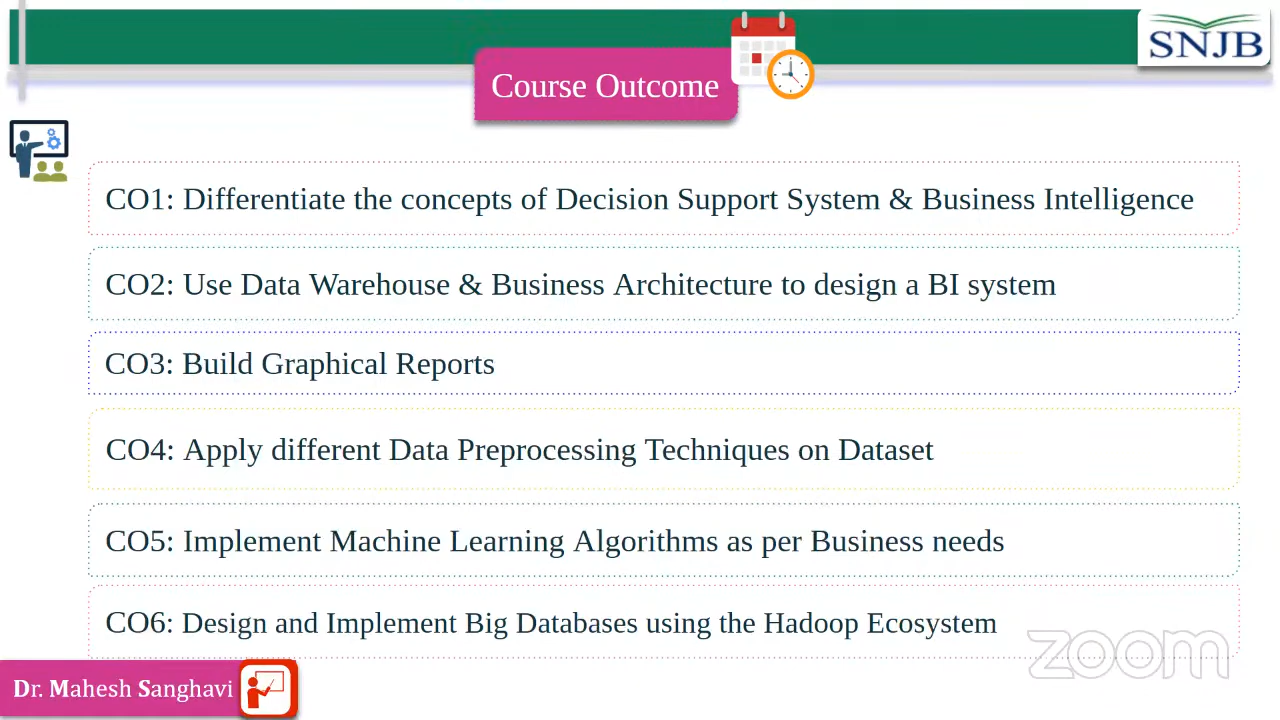 SNJB
Course Outcome
CO1: Differentiate the concepts of Decision Support System & Business Intelligence
CO2: Use Data Warehouse & Business Architecture to design a BI system
CO3: Build Graphical Reports
CO4: Apply different Data Preprocessing Techniques on Dataset
CO5: Implement Machine Learning Algorithms as per Business needs
CO6: Design and Implement Big Databases using the Hadoop Ecosystem
zoom
Dr. Mahesh Sanghavi